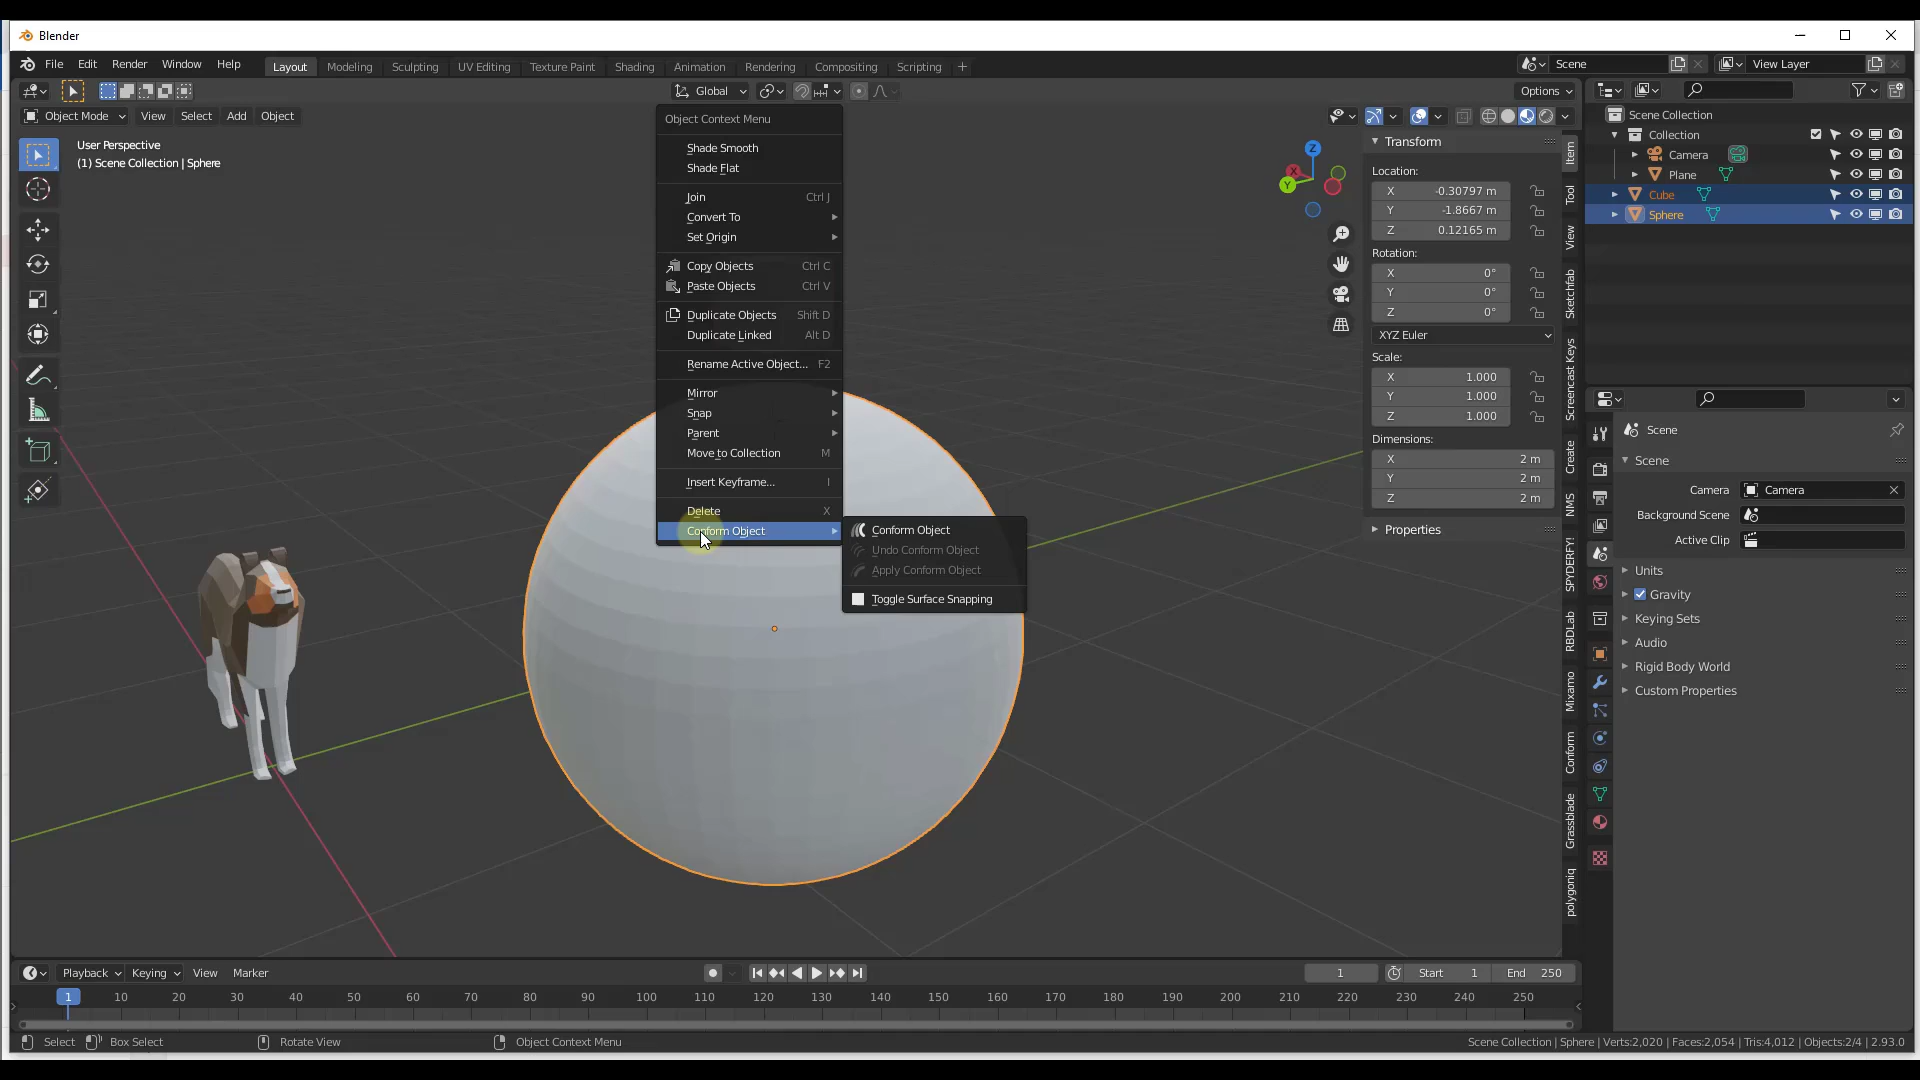 Blender
File Edit Render Window Help
Layout Modeling Sculpting UV Editing Texture Paint Shading Animation Rendering Compositing Scripting +
Scene
View Layer
Global
Options
Object Mode View Select Add Object
User Perspective
(1) Scene Collection | Sphere
Object Context Menu
Shade Smooth
Shade Flat
Join Ctrl J
Convert To
Set Origin
Copy Objects Ctrl C
Paste Objects Ctrl V
Duplicate Objects Shift D
Duplicate Linked Alt D
Rename Active Object... F2
Mirror
Snap
Parent
Move to Collection M
Insert Keyframe... I
Delete X
Conform Object
Conform Object
Undo Conform Object
Apply Conform Object
Toggle Surface Snapping
Z
X
Y
Transform
Location:
X -0.30797 m
Y -1.8667 m
Z 0.12165 m
Rotation:
X 0°
Y 0°
Z 0°
XYZ Euler
Scale:
X 1.000
Y 1.000
Z 1.000
Dimensions:
X 2 m
Y 2 m
Z 2 m
Properties
Item
Tool
View
Sketchfab
Screencast Keys
Create
NMS
SPYDERFY!
RBDLab
Mixamo
Conform
Grassblade
polygoniq
Scene Collection
Collection
Camera
Plane
Cube
Sphere
Scene
Scene
Camera Camera
Background Scene
Active Clip
Units
Gravity
Keying Sets
Audio
Rigid Body World
Custom Properties
Playback Keying View Marker
1
Start 1
End 250
1 10 20 30 40 50 60 70 80 90 100 110 120 130 140 150 160 170 180 190 200 210 220 230 240 250
Select Box Select Rotate View Object Context Menu
Scene Collection | Sphere | Verts:2,020 | Faces:2,054 | Tris:4,012 | Objects:2/4 | 2.93.0